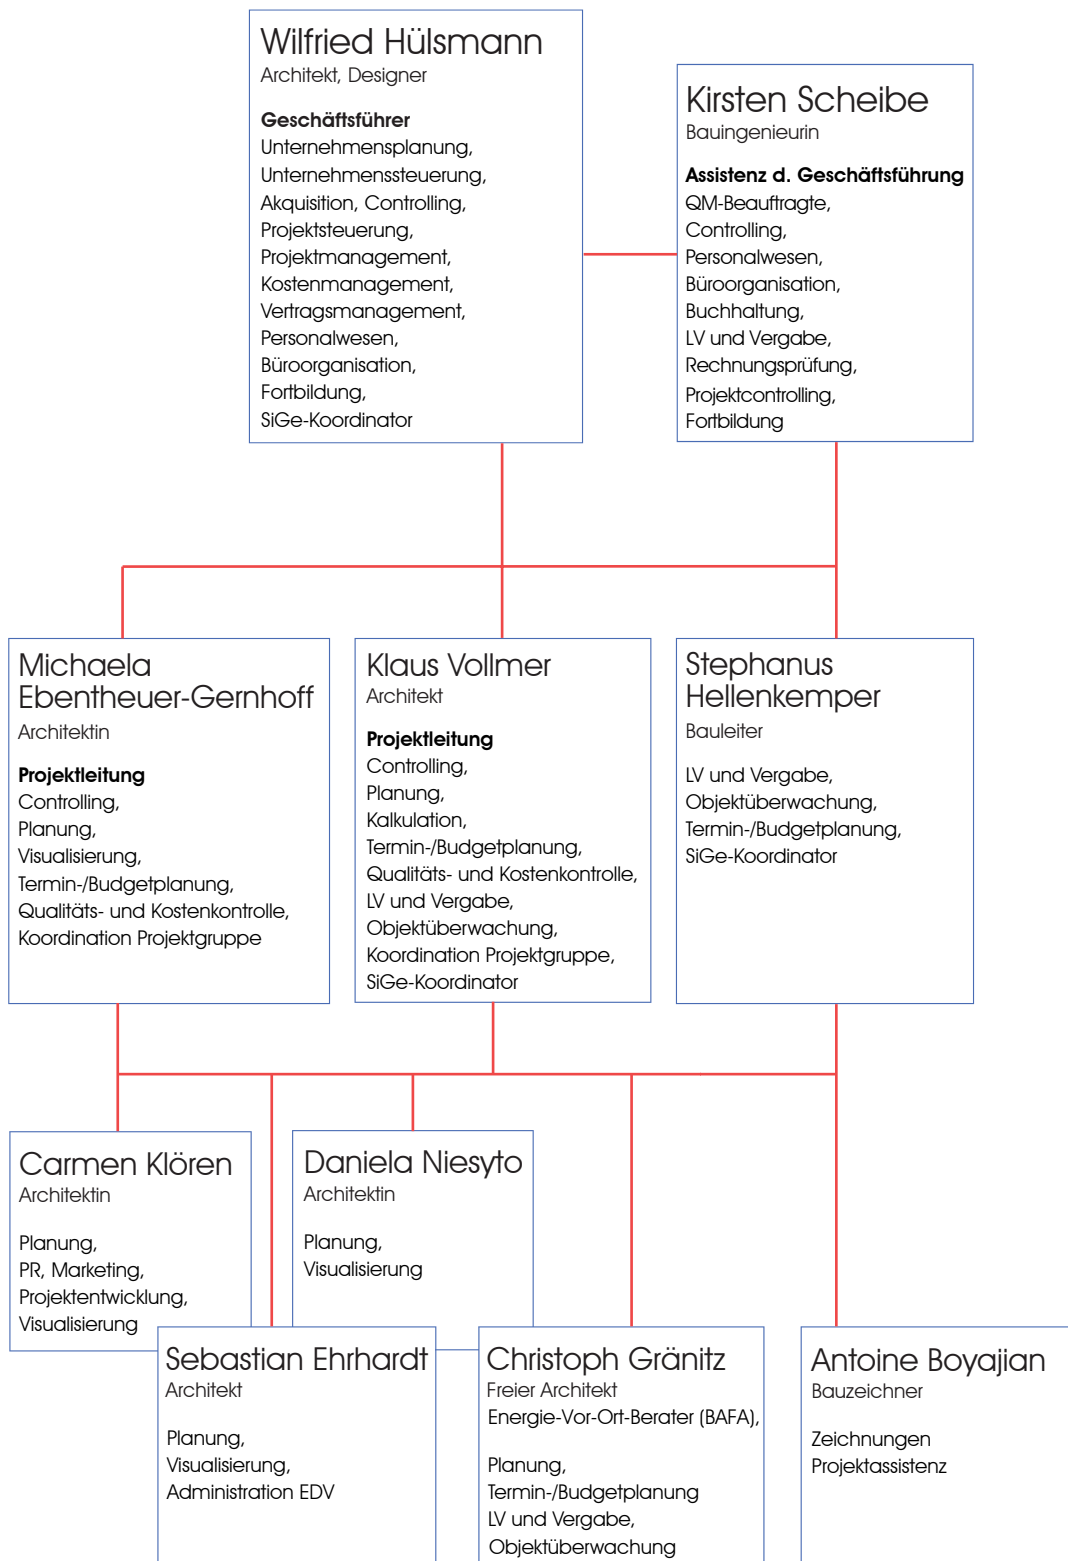 Wilfried Hülsmann
Architekt, Designer
Geschäftsführer
Unternehmensplanung,
Unternehmenssteuerung,
Akquisition, Controlling,
Projektsteuerung,
Projektmanagement,
Kostenmanagement,
Vertragsmanagement,
Personalwesen,
Büroorganisation,
Fortbildung,
SiGe-Koordinator
Kirsten Scheibe
Bauingenieurin
Assistenz d. Geschäftsführung
QM-Beauftragte,
Controlling,
Personalwesen,
Büroorganisation,
Buchhaltung,
LV und Vergabe,
Rechnungsprüfung,
Projektcontrolling,
Fortbildung
Michaela
Ebentheuer-Gernhoff
Architektin
Projektleitung
Controlling,
Planung,
Visualisierung,
Termin-/Budgetplanung,
Qualitäts- und Kostenkontrolle,
Koordination Projektgruppe
Klaus Vollmer
Architekt
Projektleitung
Controlling,
Planung,
Kalkulation,
Termin-/Budgetplanung,
Qualitäts- und Kostenkontrolle,
LV und Vergabe,
Objektüberwachung,
Koordination Projektgruppe,
SiGe-Koordinator
Stephanus
Hellenkemper
Bauleiter
LV und Vergabe,
Objektüberwachung,
Termin-/Budgetplanung,
SiGe-Koordinator
Carmen Klören
Architektin
Planung,
PR, Marketing,
Projektentwicklung,
Visualisierung
Daniela Niesyto
Architektin
Planung,
Visualisierung
Sebastian Ehrhardt
Architekt
Planung,
Visualisierung,
Administration EDV
Christoph Gränitz
Freier Architekt
Energie-Vor-Ort-Berater (BAFA),
Planung,
Termin-/Budgetplanung
LV und Vergabe,
Objektüberwachung
Antoine Boyajian
Bauzeichner
Zeichnungen
Projektassistenz